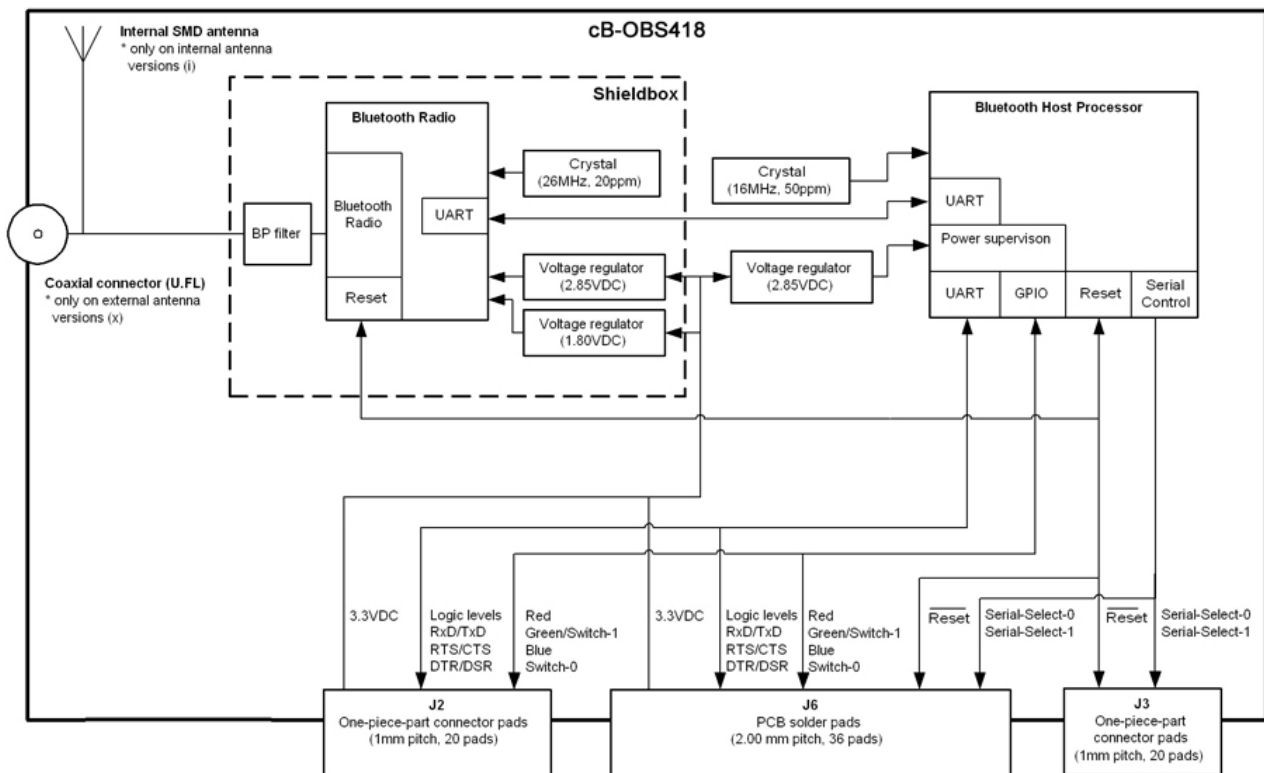 cB-OBS418
Internal SMD antenna
* only on internal antenna
versions (i)
Shieldbox
Bluetooth Radio
Bluetooth Host Processor
Crystal
(26MHz, 20ppm)
Crystal
(16MHz, 50ppm)
Bluetooth
Radio
UART
UART
BP filter
Power supervison
Coaxial connector (U.FL)
* only on external antenna
versions (x)
Reset
Voltage regulator
(2.85VDC)
Voltage regulator
(2.85VDC)
Voltage regulator
(1.80VDC)
UART
GPIO
Reset
Serial
Control
3.3VDC
Logic levels
RxD/TxD
RTS/CTS
DTR/DSR
Red
Green/Switch-1
Blue
Switch-0
3.3VDC
Logic levels
RxD/TxD
RTS/CTS
DTR/DSR
Red
Green/Switch-1
Blue
Switch-0
Reset
Serial-Select-0
Serial-Select-1
Reset
Serial-Select-0
Serial-Select-1
J2
One-piece-part connector pads
(1mm pitch, 20 pads)
J6
PCB solder pads
(2.00 mm pitch, 36 pads)
J3
One-piece-part
connector pads
(1mm pitch, 20 pads)